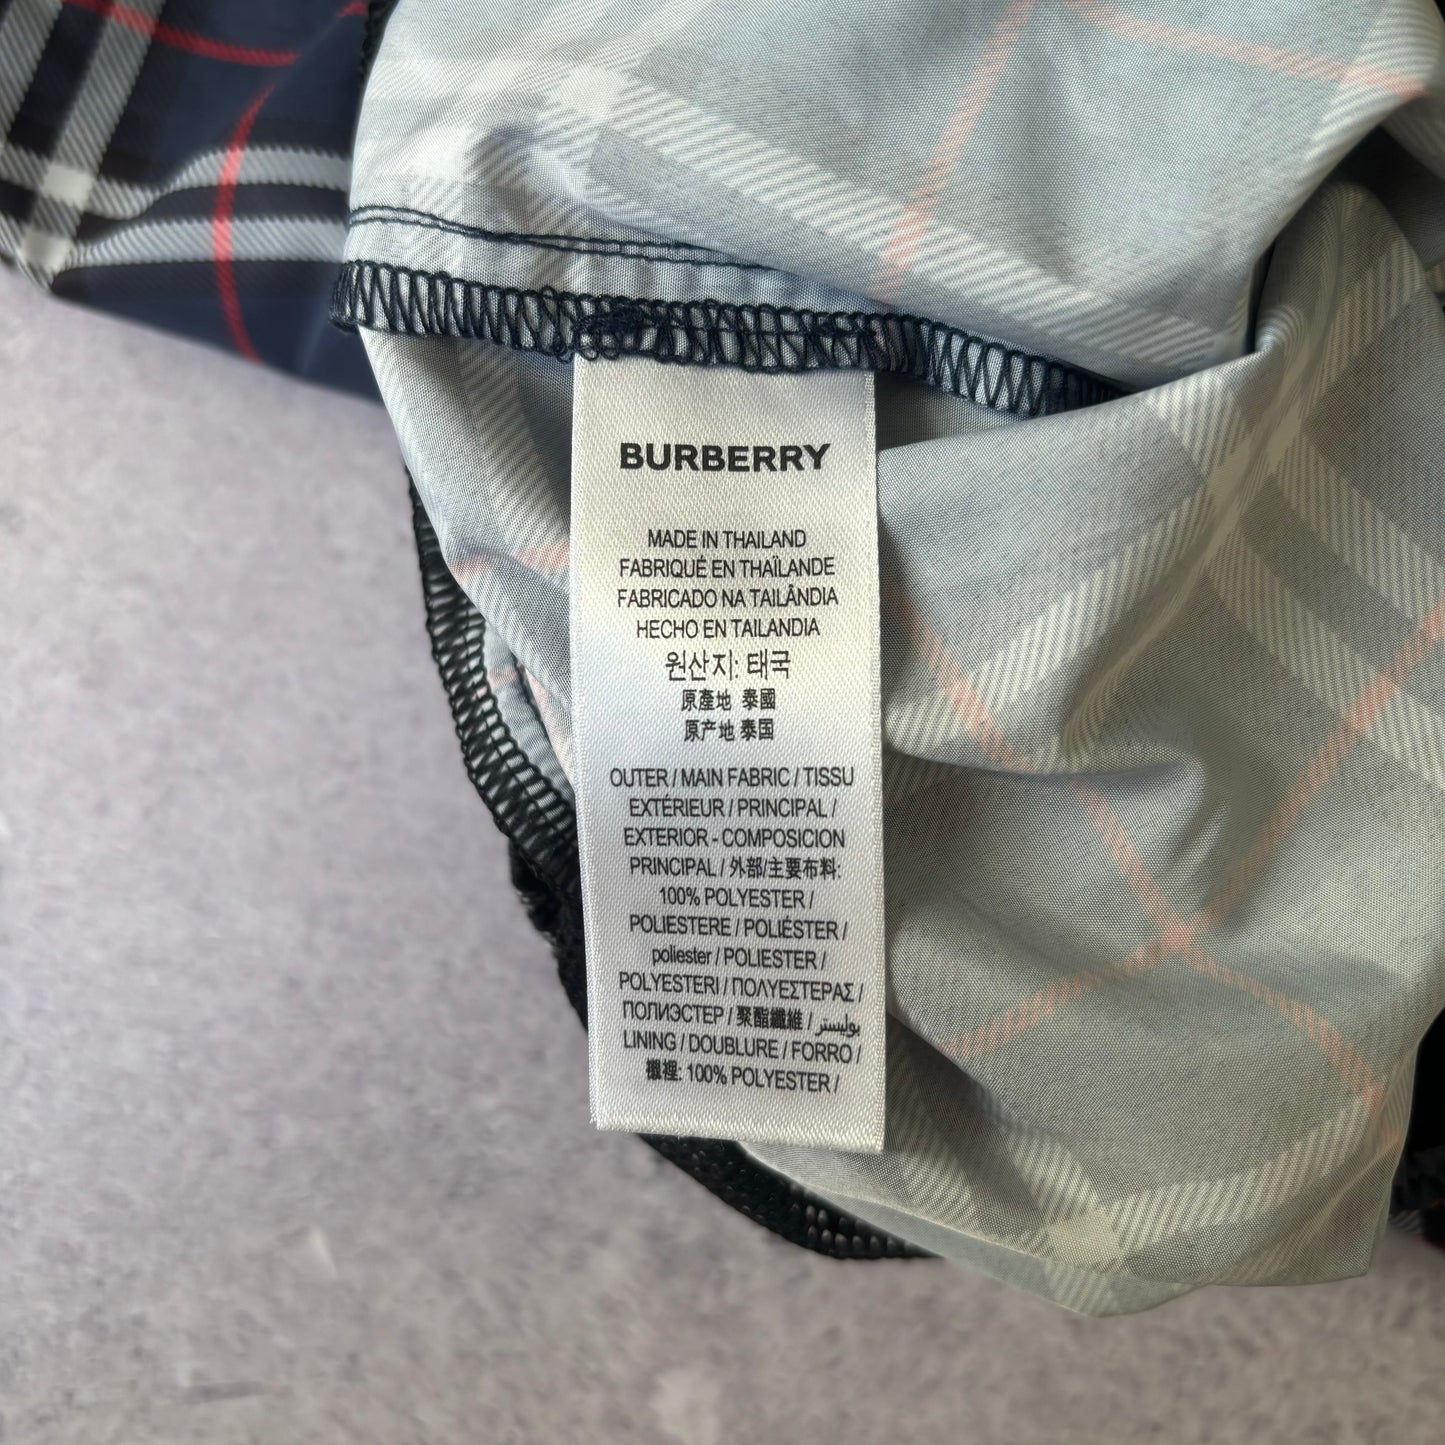 BURBERRY
MADE IN THAILAND
FABRIQUÉ EN THAÏLANDE
FABRICADO NA TAILÂNDIA
HECHO EN TAILANDIA
원산지: 태국
原產地 泰國
原产地 泰国
OUTER / MAIN FABRIC / TISSU
EXTÉRIEUR / PRINCIPAL /
EXTERIOR - COMPOSICION
PRINCIPAL / 外部/主要布料:
100% POLYESTER /
POLIESTERE / POLIÉSTER /
poliester / POLIESTER /
POLYESTERI / ΠΟΛΥΕΣΤΕΡΑΣ /
ПОЛИЭСТЕР / 聚酯纖維 / بوليستر
LINING / DOUBLURE / FORRO /
襯裡: 100% POLYESTER /